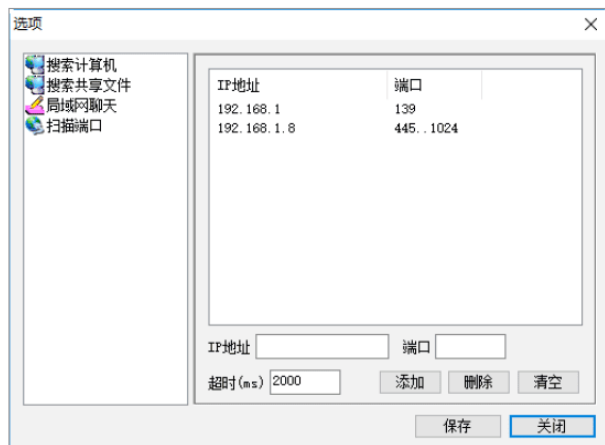 选项
搜索计算机
搜索共享文件
局域网聊天
扫描端口
IP地址 端口
192.168.1 139
192.168.1.8 445..1024
IP地址 端口
超时(ms) 2000 添加 删除 清空
保存 关闭